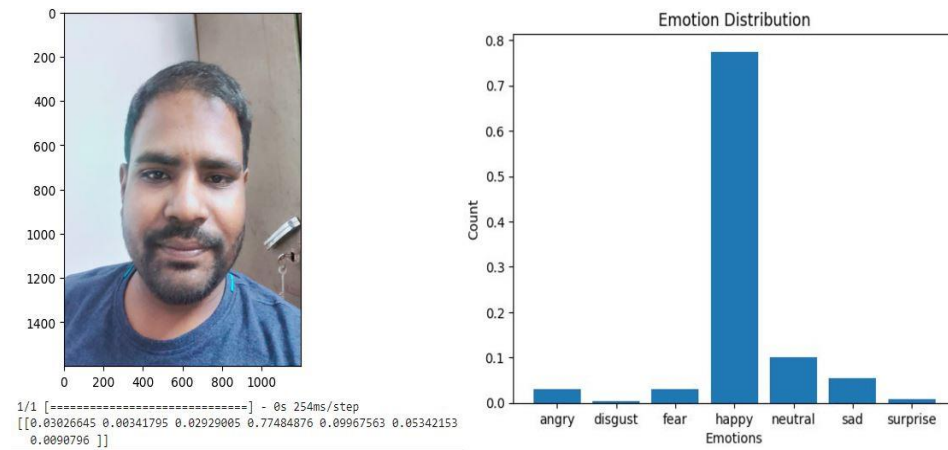 0
200
400
600
800
1000
1200
1400
0 200 400 600 800 1000
1/1 [==============================] - 0s 254ms/step
[[0.03026645 0.00341795 0.02929005 0.77484876 0.09967563 0.05342153
0.0090796 ]]
Emotion Distribution
0.8
0.7
0.6
0.5
0.4
0.3
0.2
0.1
0.0
Count
angry disgust fear happy neutral sad surprise
Emotions